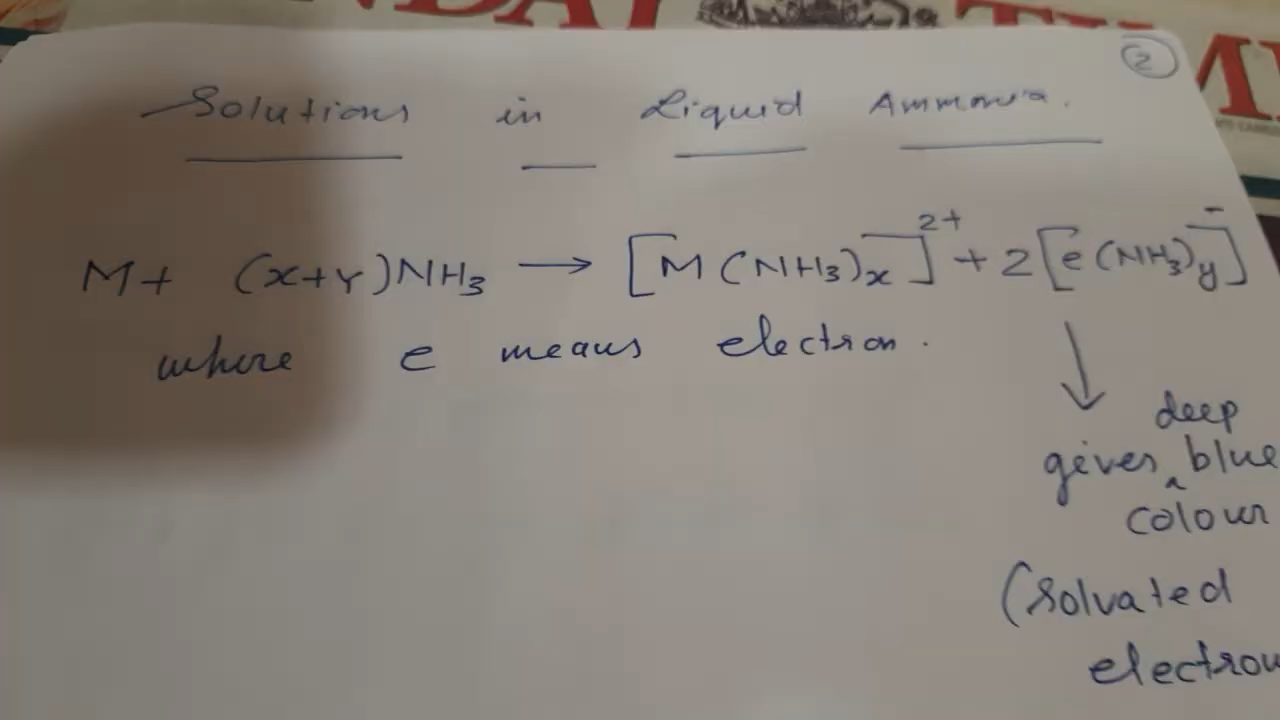 2
Solutions in Liquid Ammonia.
M + (x+y)NH₃ → [M(NH₃)ₓ]²⁺ + 2[e(NH₃)y]⁻
where e means electron.
deep
gives ^ blue
colour
(Solvated
electron